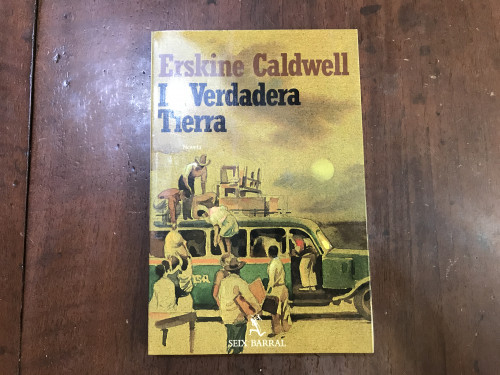 Erskine Caldwell
La Verdadera
Tierra
Novela
SEIX BARRAL